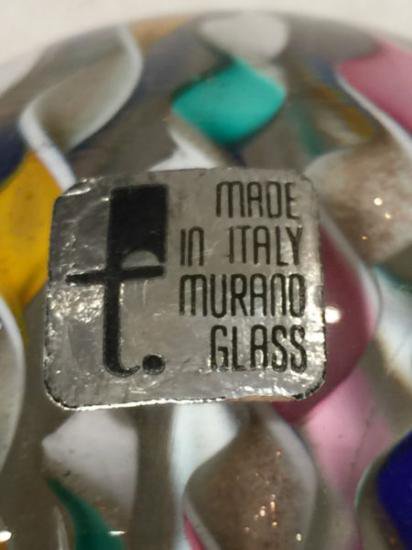 t.
MADE
IN ITALY
MURANO
GLASS